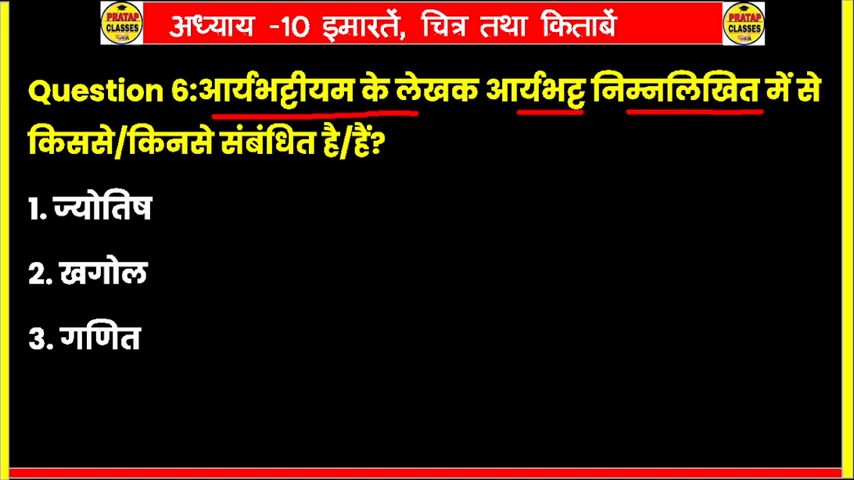 PRATAP
CLASSES
अध्याय -10 इमारतें, चित्र तथा किताबें
PRATAP
CLASSES
Question 6:आर्यभट्टीयम के लेखक आर्यभट्ट निम्नलिखित में से
किससे/किनसे संबंधित है/हैं?
1. ज्योतिष
2. खगोल
3. गणित